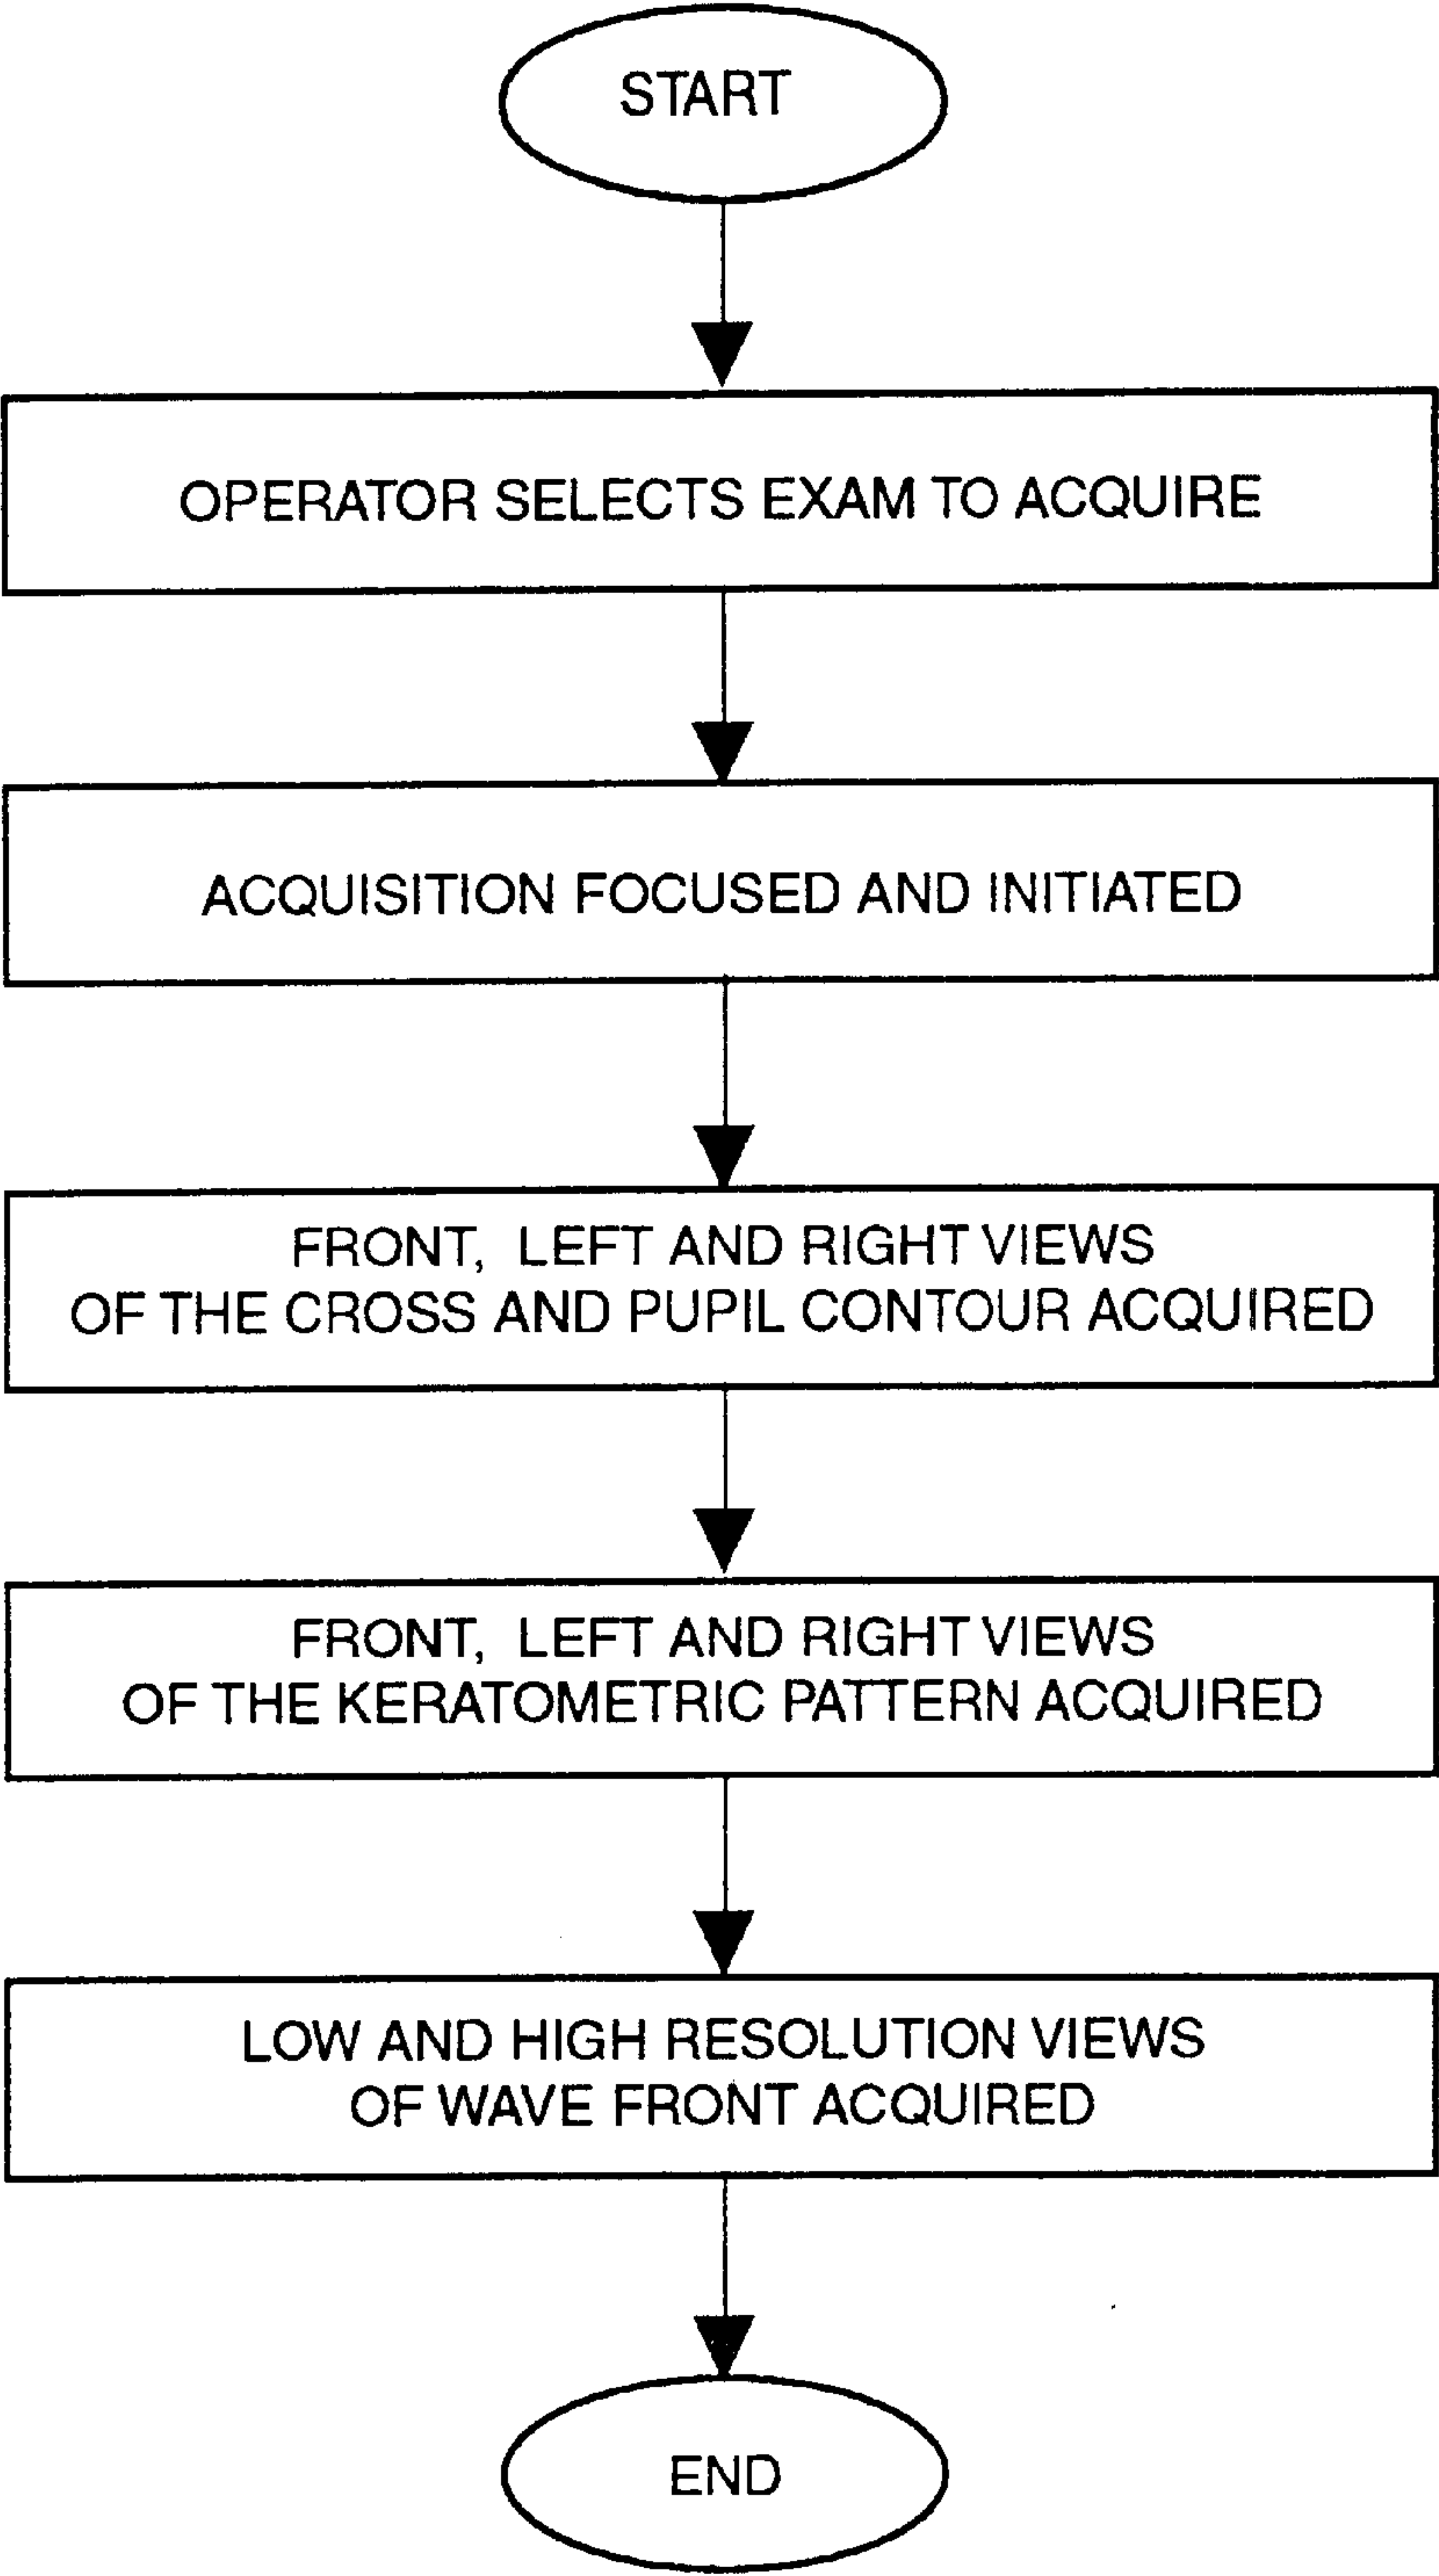 START
OPERATOR SELECTS EXAM TO ACQUIRE
ACQUISITION FOCUSED AND INITIATED
FRONT, LEFT AND RIGHT VIEWS
OF THE CROSS AND PUPIL CONTOUR ACQUIRED
FRONT, LEFT AND RIGHT VIEWS
OF THE KERATOMETRIC PATTERN ACQUIRED
LOW AND HIGH RESOLUTION VIEWS
OF WAVE FRONT ACQUIRED
END